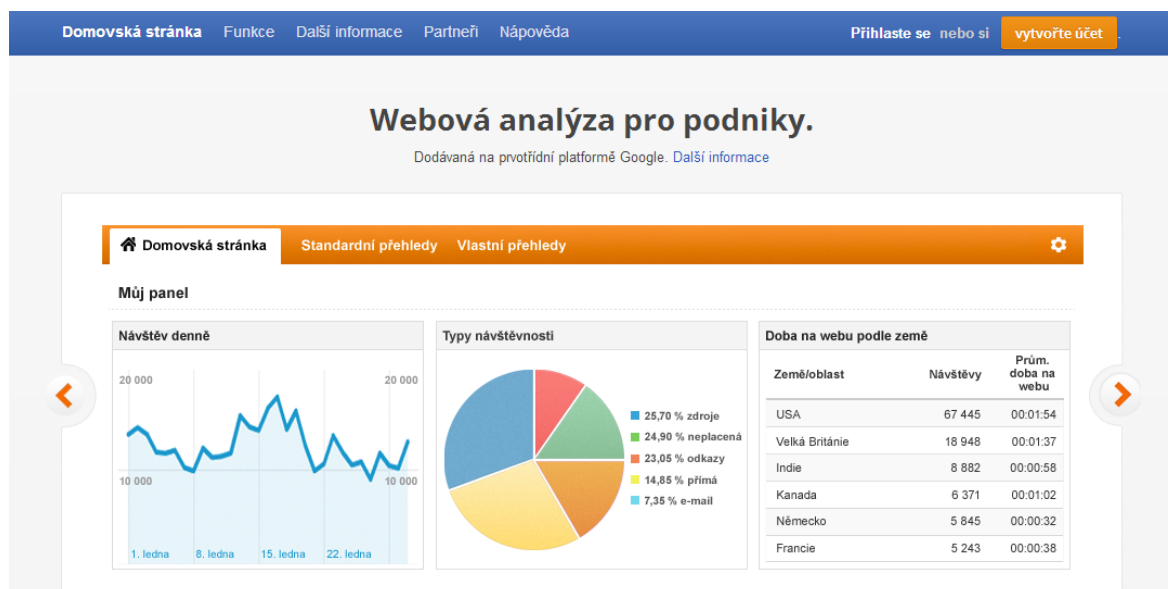 Domovská stránka Funkce Další informace Partneři Nápověda Přihlaste se nebo si vytvořte účet.
Webová analýza pro podniky.
Dodávaná na prvotřídní platformě Google. Další informace
Domovská stránka Standardní přehledy Vlastní přehledy
Můj panel
Návštěv denně
20 000 20 000
10 000 10 000
1. ledna 8. ledna 15. ledna 22. ledna
Typy návštěvnosti
25,70 % zdroje
24,90 % neplacená
23,05 % odkazy
14,85 % přímá
7,35 % e-mail
Doba na webu podle země
Země/oblast Návštěvy Prům. doba na webu
USA 67 445 00:01:54
Velká Británie 18 948 00:01:37
Indie 8 882 00:00:58
Kanada 6 371 00:01:02
Německo 5 845 00:00:32
Francie 5 243 00:00:38